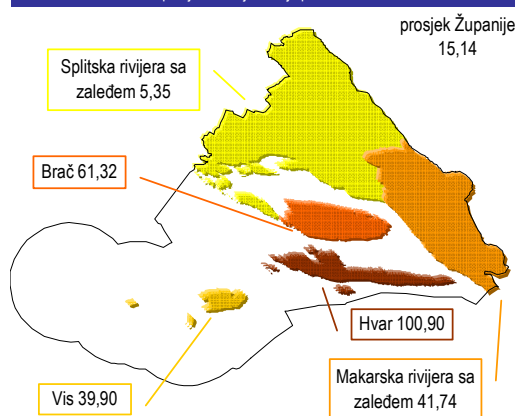 prosjek Županije
15,14
Splitska rivijera sa
zaleđem 5,35
Brač 61,32
Hvar 100,90
Vis 39,90
Makarska rivijera sa
zaleđem 41,74